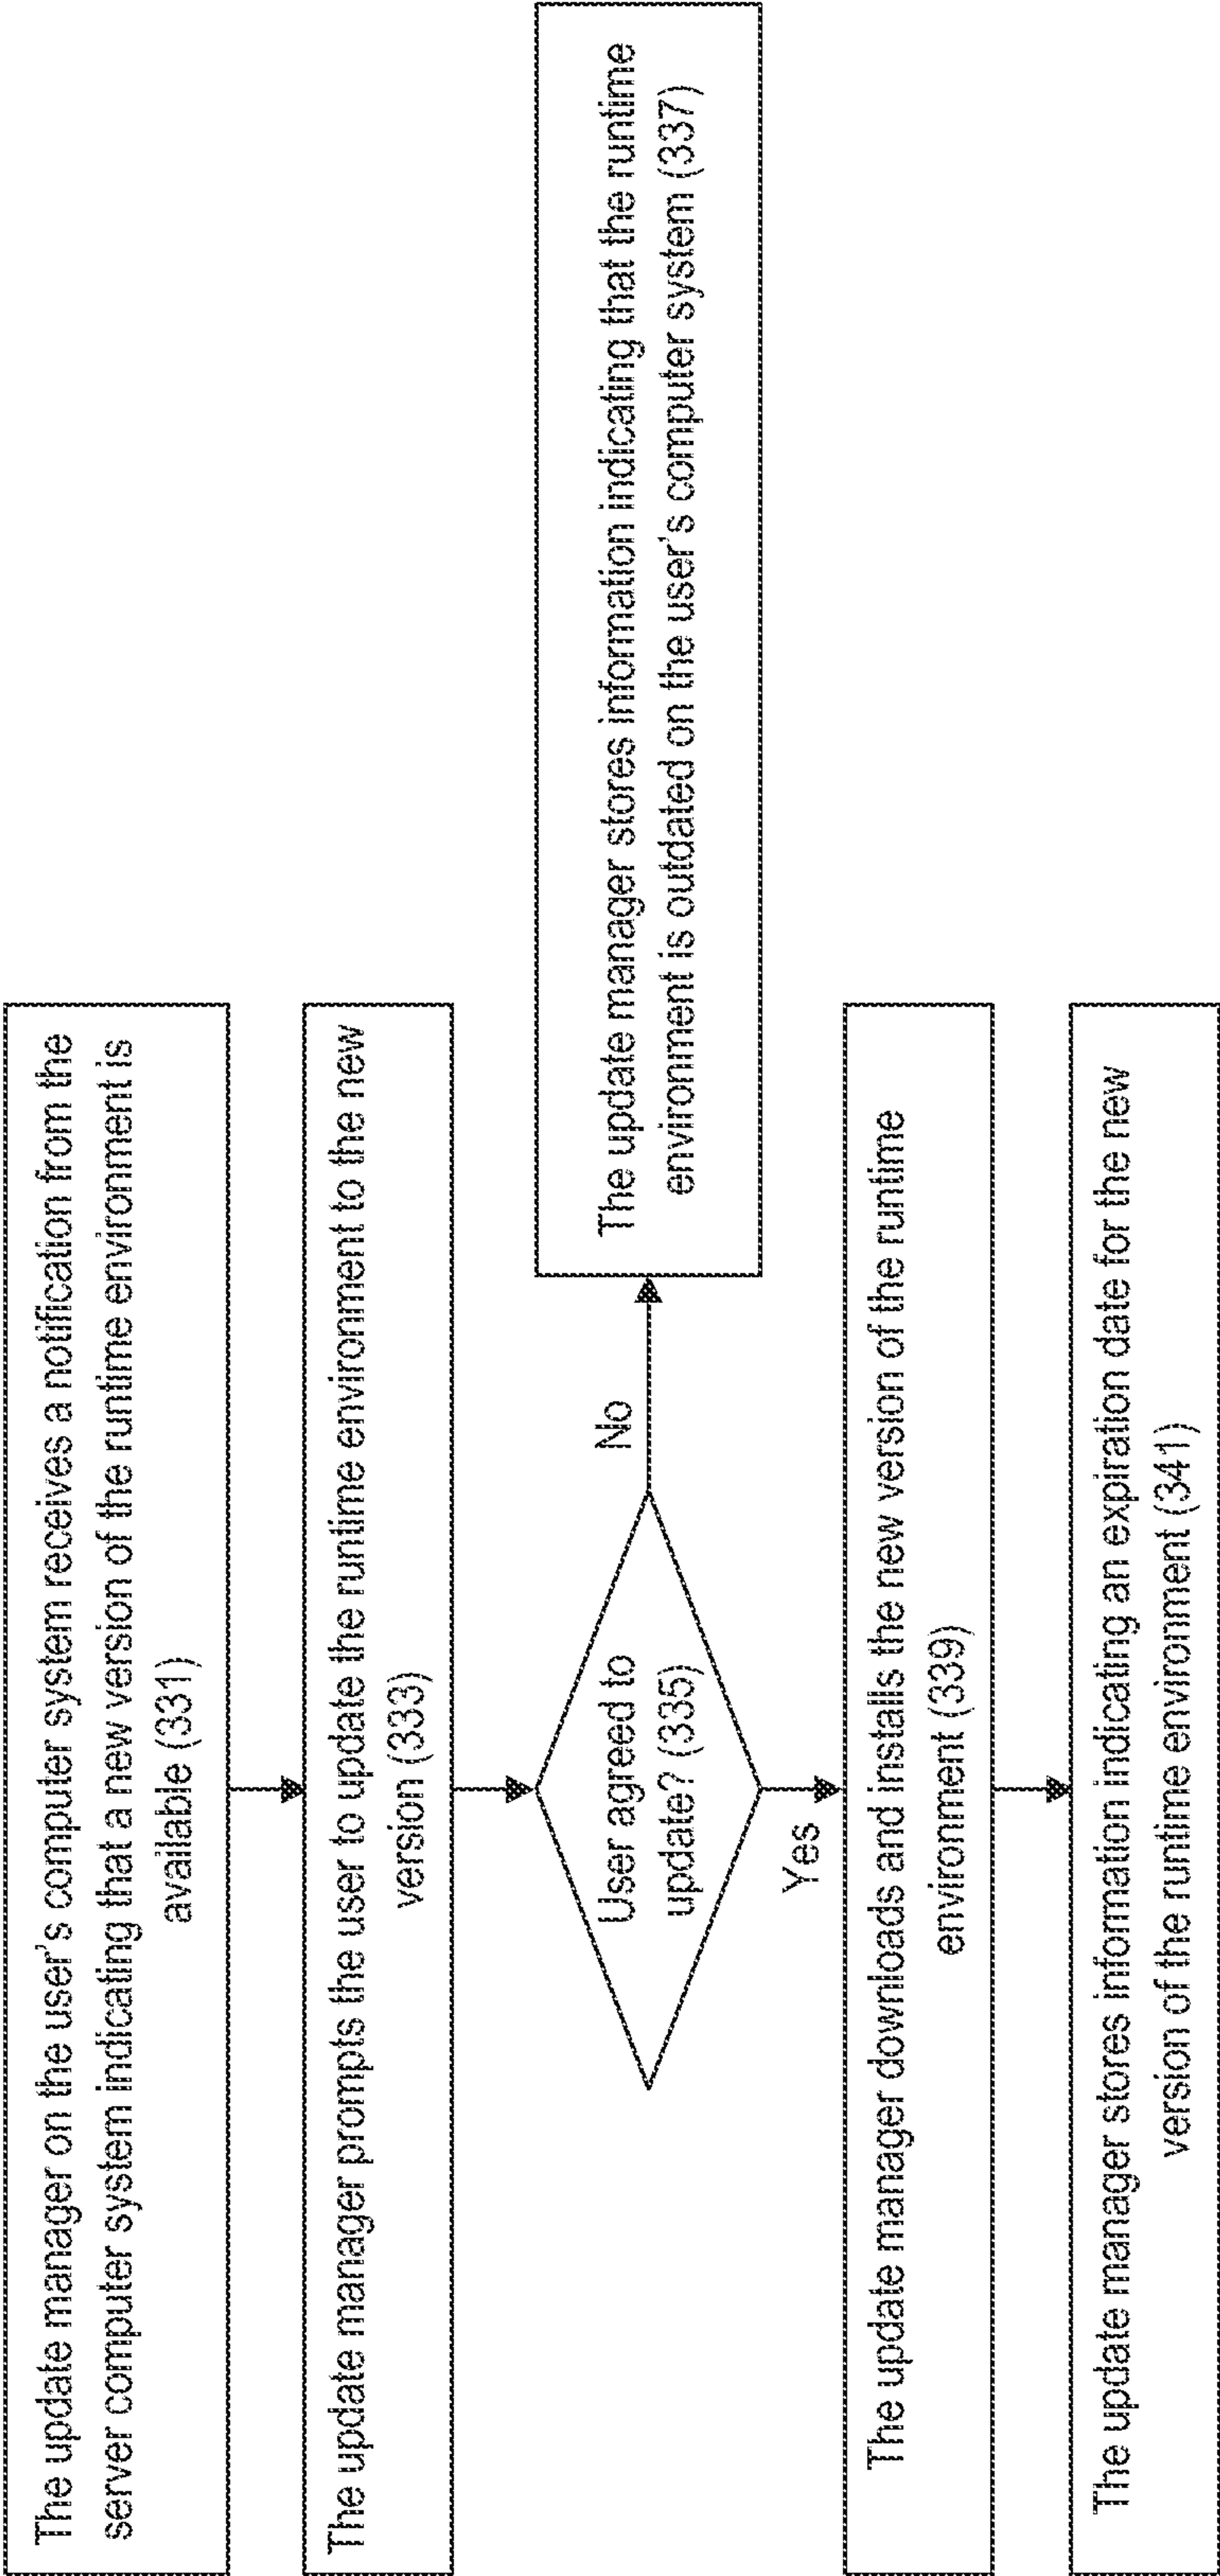 The update manager on the user's computer system receives a notification from the
server computer system indicating that a new version of the runtime environment is
available (331)
The update manager prompts the user to update the runtime environment to the new
version (333)
User agreed to
update? (335)
No
The update manager stores information indicating that the runtime
environment is outdated on the user's computer system (337)
Yes
The update manager downloads and installs the new version of the runtime
environment (339)
The update manager stores information indicating an expiration date for the new
version of the runtime environment (341)